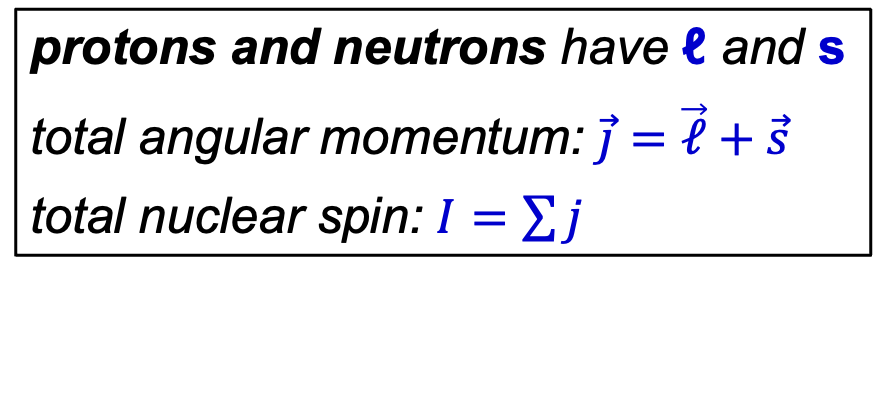 protons and neutrons have ℓ and s
total angular momentum: j⃗ = ℓ⃗ + s⃗
total nuclear spin: I = ∑ j